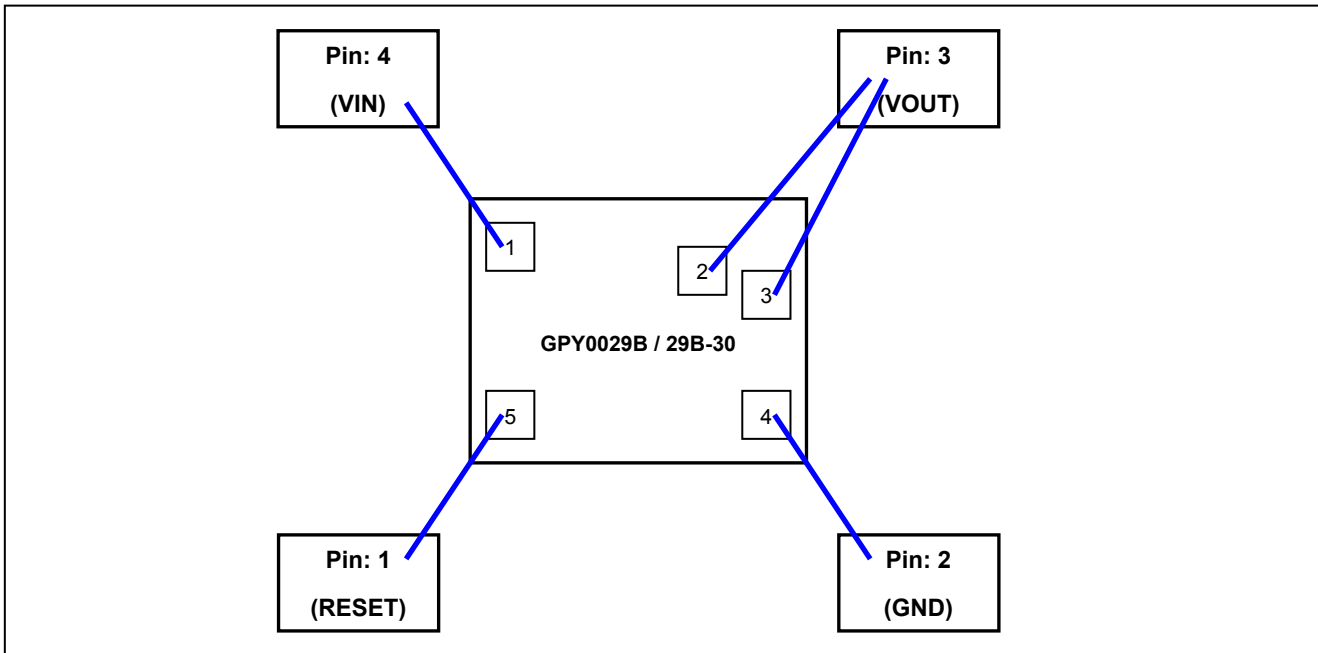 Pin: 4
(VIN)
Pin: 3
(VOUT)
1
2
3
GPY0029B / 29B-30
5
4
Pin: 1
(RESET)
Pin: 2
(GND)